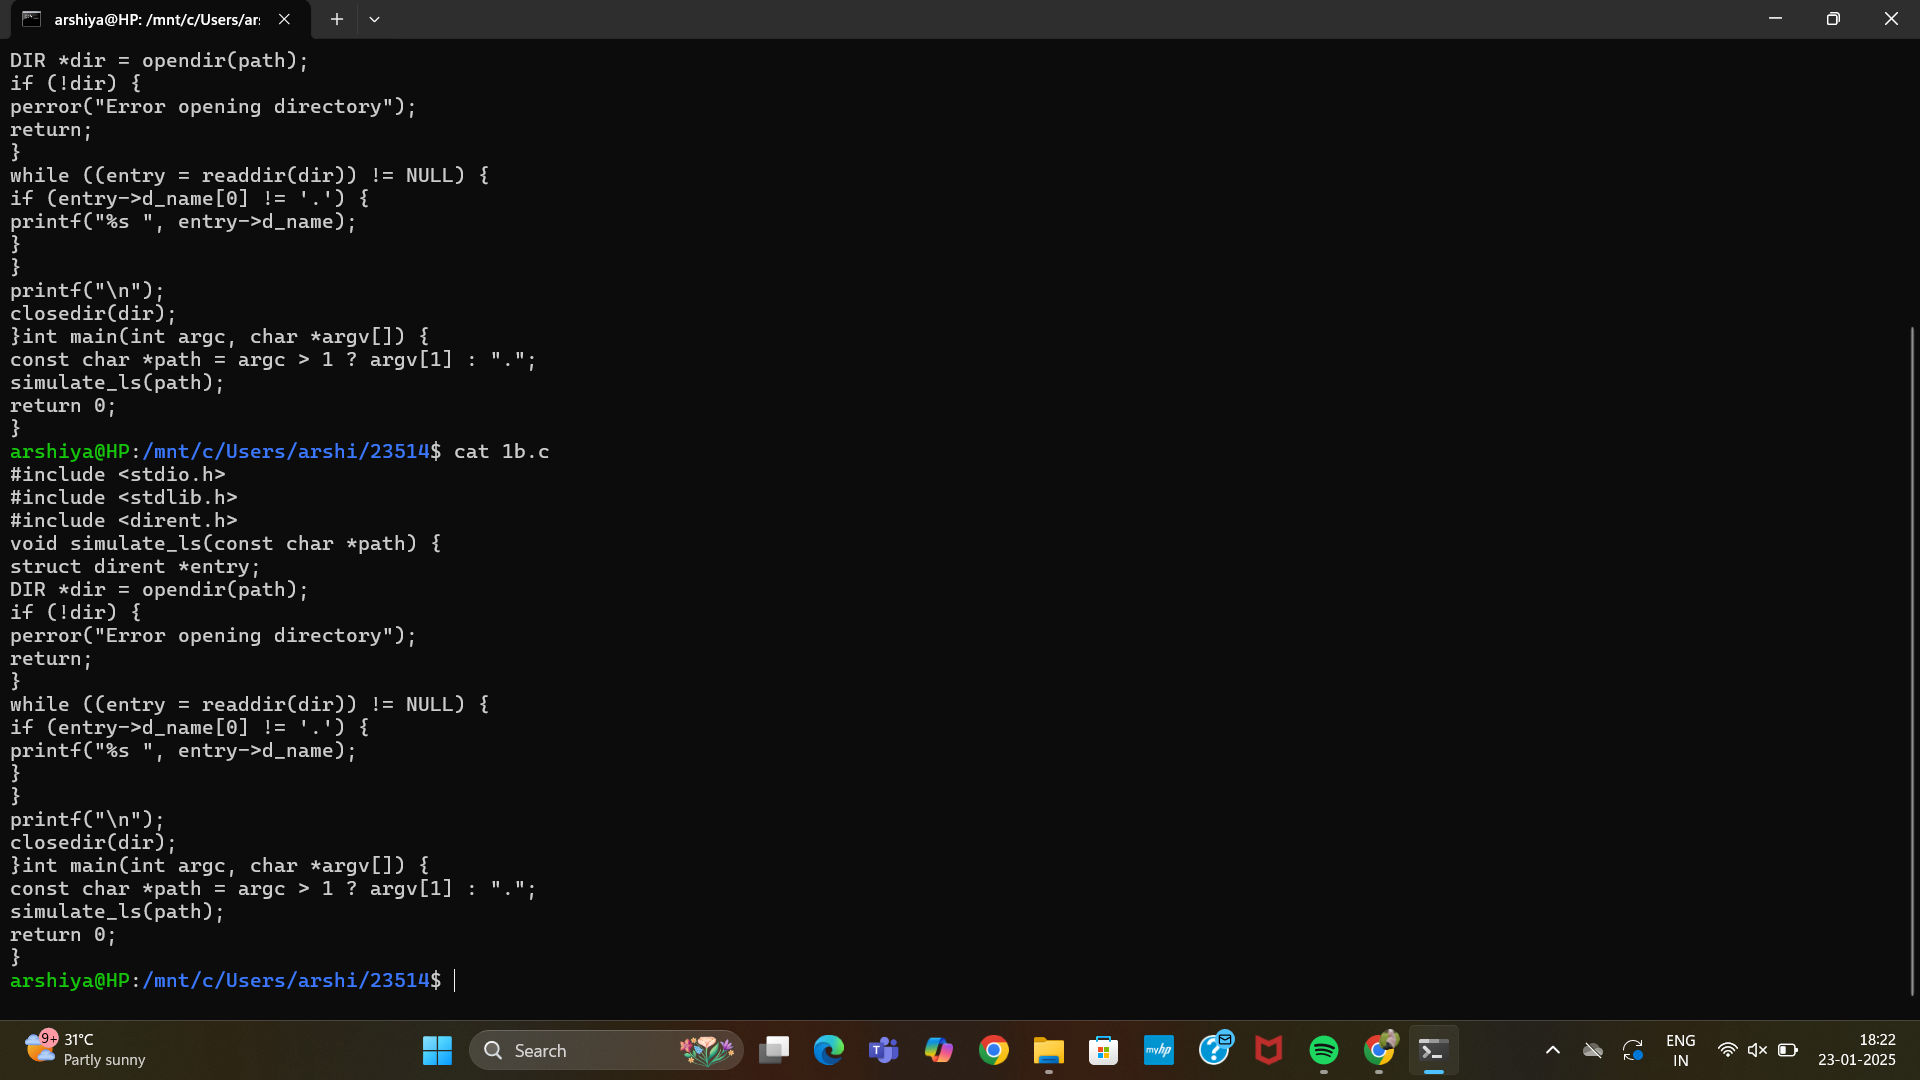 arshiya@HP: /mnt/c/Users/ar
DIR *dir = opendir(path);
if (!dir) {
perror("Error opening directory");
return;
}
while ((entry = readdir(dir)) != NULL) {
if (entry->d_name[0] != '.') {
printf("%s ", entry->d_name);
}
}
printf("\n");
closedir(dir);
}int main(int argc, char *argv[]) {
const char *path = argc > 1 ? argv[1] : ".";
simulate_ls(path);
return 0;
}
arshiya@HP:/mnt/c/Users/arshi/23514$ cat 1b.c
#include <stdio.h>
#include <stdlib.h>
#include <dirent.h>
void simulate_ls(const char *path) {
struct dirent *entry;
DIR *dir = opendir(path);
if (!dir) {
perror("Error opening directory");
return;
}
while ((entry = readdir(dir)) != NULL) {
if (entry->d_name[0] != '.') {
printf("%s ", entry->d_name);
}
}
printf("\n");
closedir(dir);
}int main(int argc, char *argv[]) {
const char *path = argc > 1 ? argv[1] : ".";
simulate_ls(path);
return 0;
}
arshiya@HP:/mnt/c/Users/arshi/23514$
9+
31°C
Partly sunny
Search
T
myhp
ENG
IN
18:22
23-01-2025